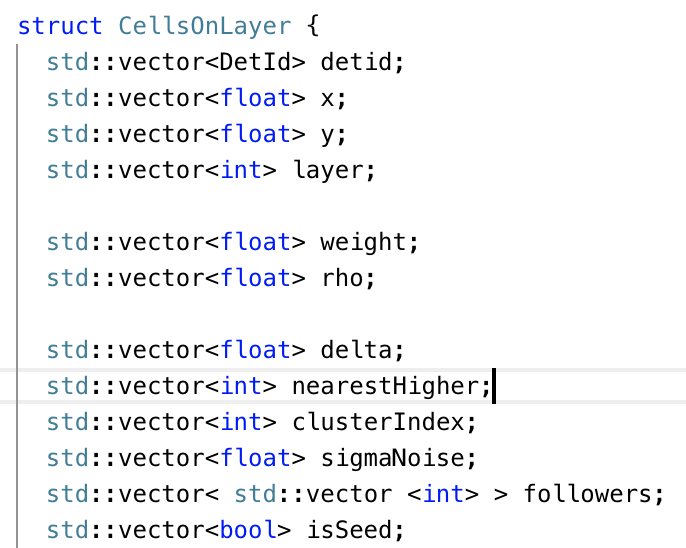 struct CellsOnLayer {
std::vector<DetId> detid;
std::vector<float> x;
std::vector<float> y;
std::vector<int> layer;
std::vector<float> weight;
std::vector<float> rho;
std::vector<float> delta;
std::vector<int> nearestHigher;
std::vector<int> clusterIndex;
std::vector<float> sigmaNoise;
std::vector< std::vector <int> > followers;
std::vector<bool> isSeed;